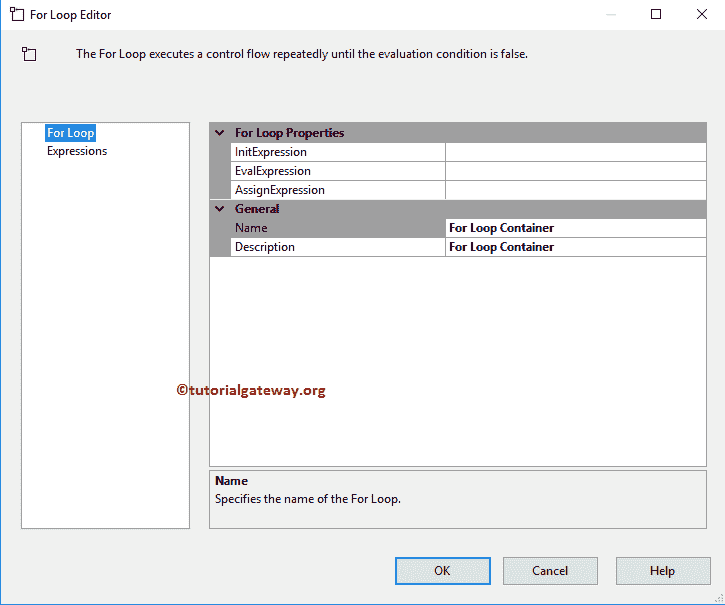 For Loop Editor
The For Loop executes a control flow repeatedly until the evaluation condition is false.
For Loop
Expressions
For Loop Properties
InitExpression
EvalExpression
AssignExpression
General
Name For Loop Container
Description For Loop Container
©tutorialgateway.org
Name
Specifies the name of the For Loop.
OK Cancel Help